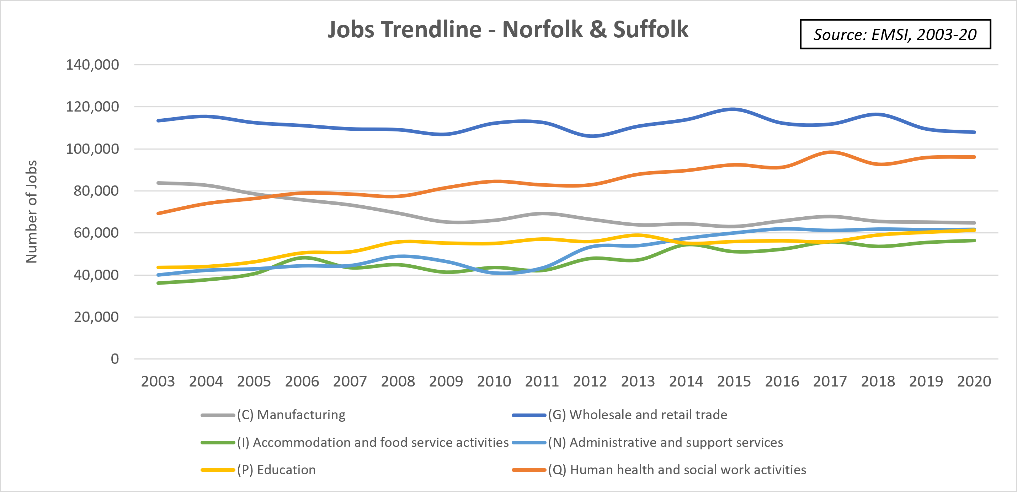 Jobs Trendline - Norfolk & Suffolk
Source: EMSI, 2003-20
Number of Jobs
140,000
120,000
100,000
80,000
60,000
40,000
20,000
0
2003 2004 2005 2006 2007 2008 2009 2010 2011 2012 2013 2014 2015 2016 2017 2018 2019 2020
(C) Manufacturing (G) Wholesale and retail trade
(I) Accommodation and food service activities (N) Administrative and support services
(P) Education (Q) Human health and social work activities